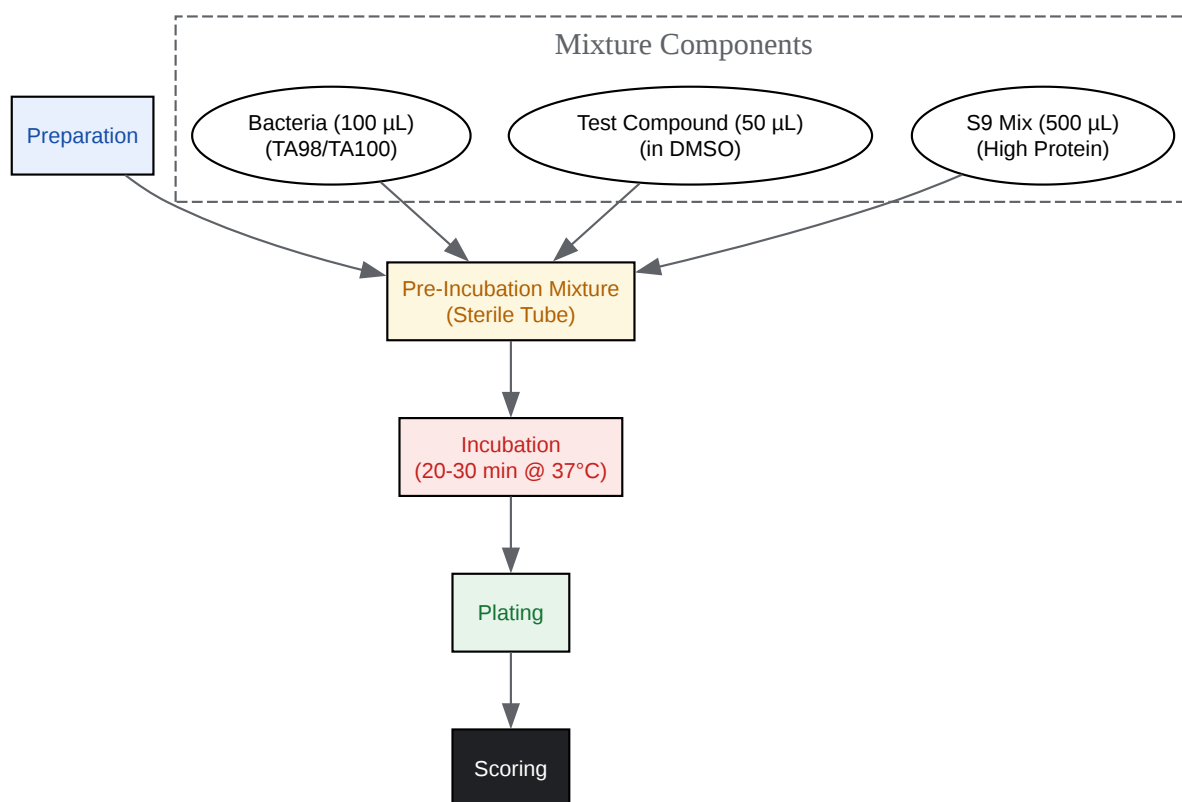 Mixture Components
Preparation
Bacteria (100 µL)
(TA98/TA100)
Test Compound (50 µL)
(in DMSO)
S9 Mix (500 µL)
(High Protein)
Pre-Incubation Mixture
(Sterile Tube)
Incubation
(20-30 min @ 37°C)
Plating
Scoring